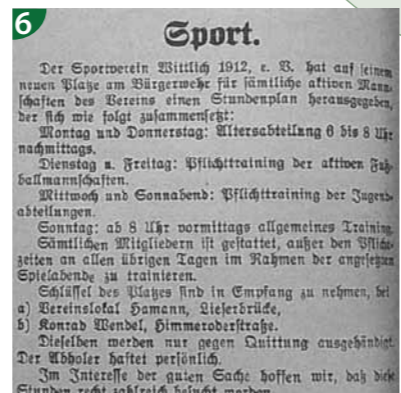 6
Sport.
Der Sportverein Wittlich 1912, e. V. hat auf seinem
neuen Platze am Bürgerwehr für sämtliche aktiven Mann-
schaften des Vereins einen Stundenplan herausgegeben,
der sich wie folgt zusammensetzt:
Montag und Donnerstag: Altersabteilung 6 bis 8 Uhr
nachmittags.
Dienstag u. Freitag: Pflichttraining der aktiven Fuß-
ballmannschaften.
Mittwoch und Sonnabend: Pflichttraining der Jugend-
abteilungen.
Sonntag: ab 8 Uhr vormittags allgemeines Training.
Sämtlichen Mitgliedern ist gestattet, außer den Pflicht-
zeiten an allen übrigen Tagen im Rahmen der angesetzten
Spielabende zu trainieren.
Schlüssel des Platzes sind in Empfang zu nehmen, bei
a) Vereinslokal Hamann, Lieserbrücke,
b) Konrad Wendel, Himmeroderstraße.
Dieselben werden nur gegen Quittung ausgehändigt.
Der Abholer haftet persönlich.
Im Interesse der guten Sache hoffen wir, daß diese
Stunden recht zahlreich besucht werden.